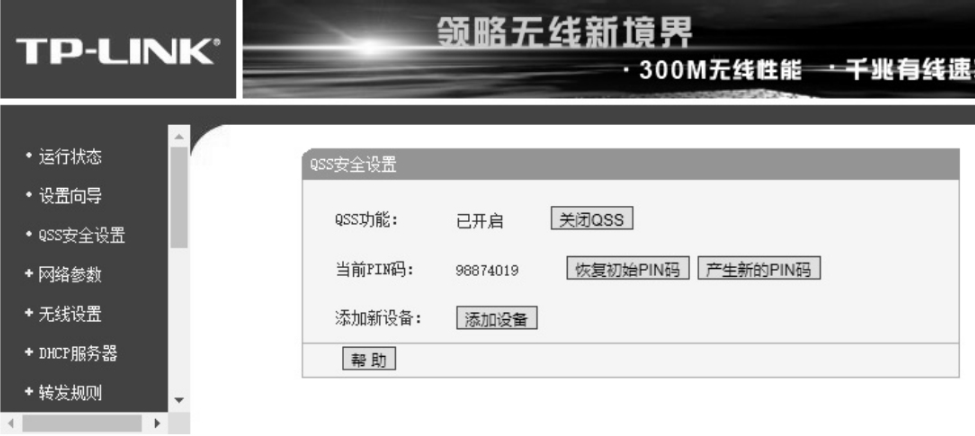 TP-LINK®
领略无线新境界
·300M无线性能 ·千兆有线速
• 运行状态
• 设置向导
• QSS安全设置
+ 网络参数
+ 无线设置
+ DHCP服务器
+ 转发规则
QSS安全设置
QSS功能： 已开启 关闭QSS
当前PIN码： 98874019 恢复初始PIN码 产生新的PIN码
添加新设备： 添加设备
帮 助